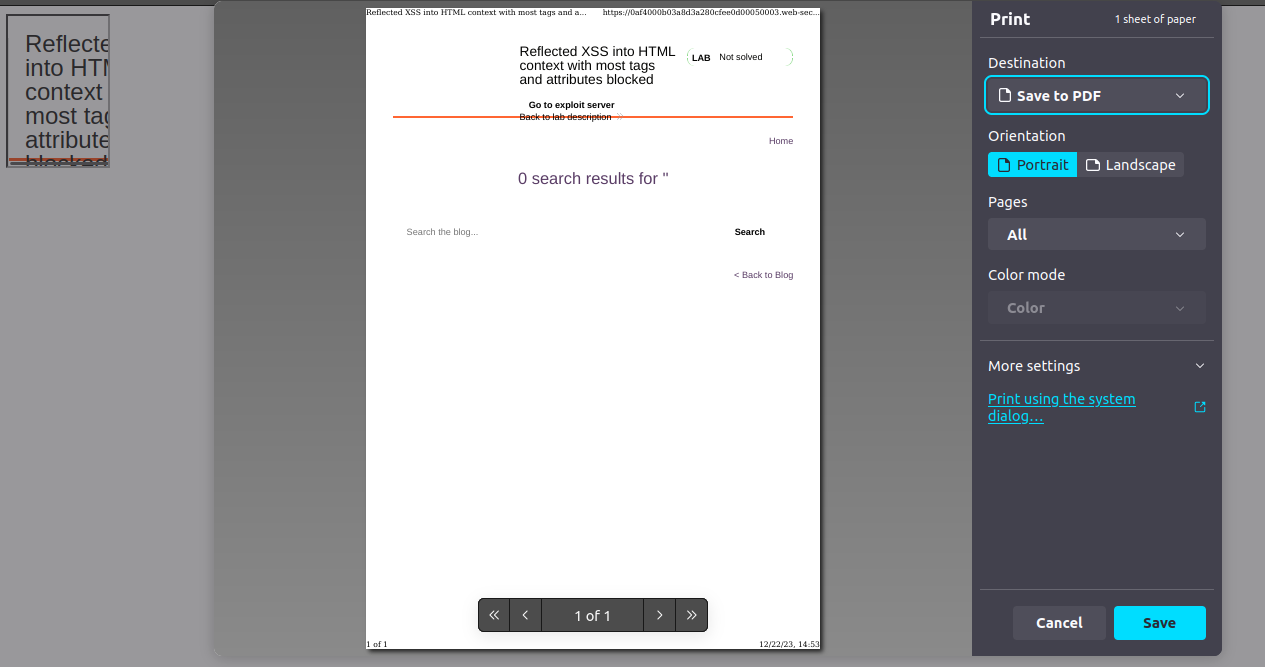 Reflecte
into HTM
context
most tag
attribute
blocked
Reflected XSS into HTML context with most tags and a...
https://0af4000b03a8d3a280cfee0d00050003.web-sec...
Reflected XSS into HTML
context with most tags
and attributes blocked
LAB Not solved
Go to exploit server
Back to lab description
Home
0 search results for "
Search the blog...
Search
< Back to Blog
1 of 1
1 of 1
12/22/23, 14:53
Print
1 sheet of paper
Destination
Save to PDF
Orientation
Portrait
Landscape
Pages
All
Color mode
Color
More settings
Print using the system
dialog...
Cancel
Save